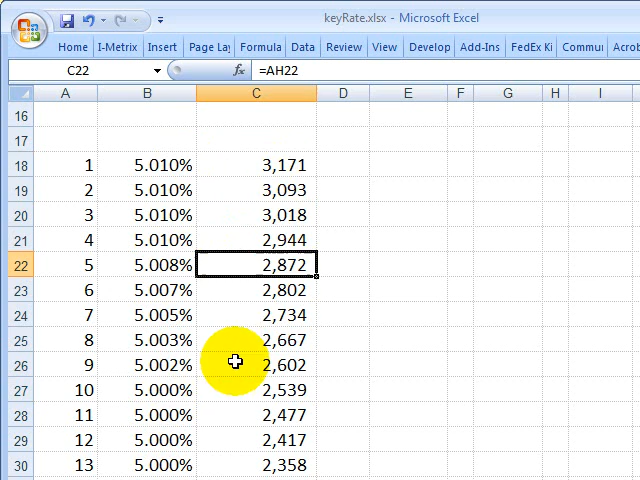 keyRate.xlsx - Microsoft Excel
Home I-Metrix Insert Page Lay Formula Data Review View Develop Add-Ins FedEx Ki Commu Acrob
C22 fx =AH22
A B C D E F G H I
16
17
18 1 5.010% 3,171
19 2 5.010% 3,093
20 3 5.010% 3,018
21 4 5.010% 2,944
22 5 5.008% 2,872
23 6 5.007% 2,802
24 7 5.005% 2,734
25 8 5.003% 2,667
26 9 5.002% 2,602
27 10 5.000% 2,539
28 11 5.000% 2,477
29 12 5.000% 2,417
30 13 5.000% 2,358